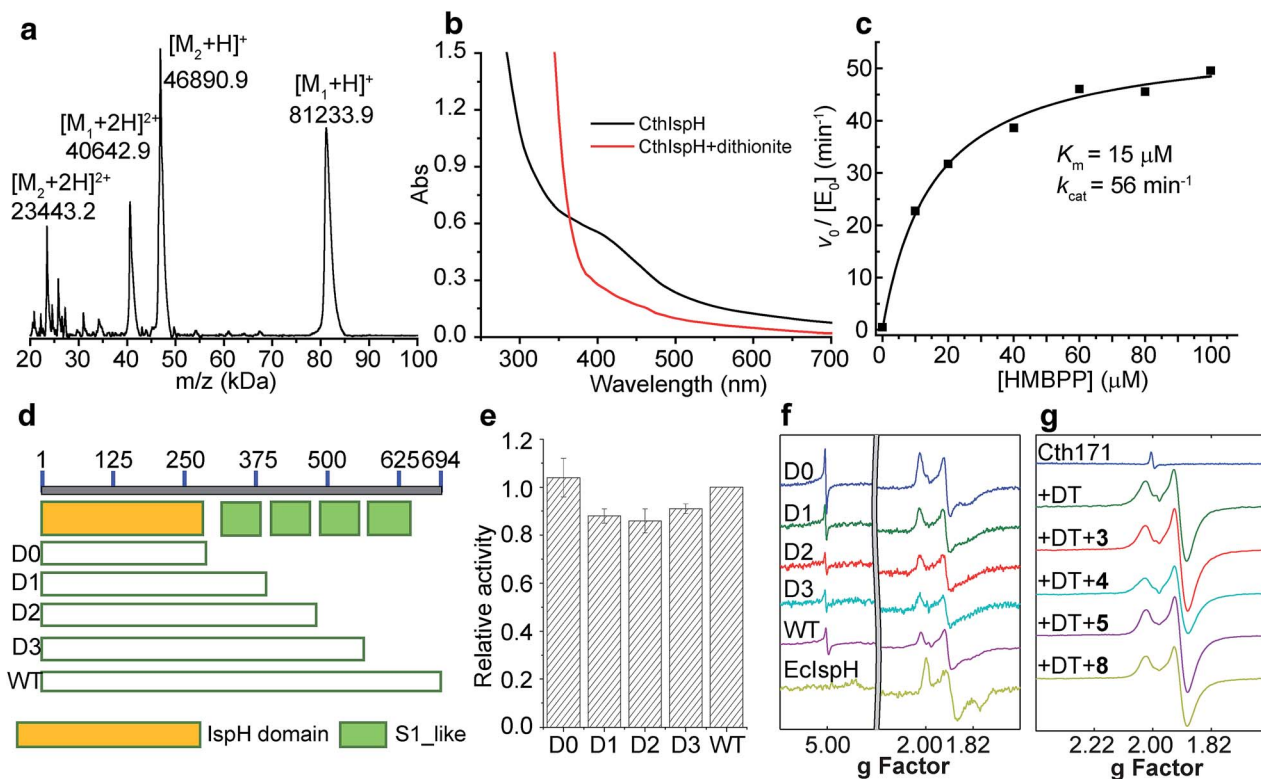 a
[M₂+H]⁺
46890.9
[M₁+H]⁺
81233.9
[M₁+2H]²⁺
40642.9
[M₂+2H]²⁺
23443.2
20 30 40 50 60 70 80 90 100
m/z (kDa)
b
1.5
1.2
0.9
0.6
0.3
0.0
Abs
CthIspH
CthIspH+dithionite
300 400 500 600 700
Wavelength (nm)
c
50
40
30
20
10
0
v₀ / [E₀] (min⁻¹)
Kₘ = 15 μM
k_cat = 56 min⁻¹
0 20 40 60 80 100
[HMBPP] (μM)
d
1 125 250 375 500 625 694
D0
D1
D2
D3
WT
IspH domain
S1_like
e
1.2
1.0
0.8
0.6
0.4
0.2
0.0
Relative activity
D0 D1 D2 D3 WT
f
D0
D1
D2
D3
WT
EcIspH
5.00 2.00 1.82
g Factor
g
Cth171
+DT
+DT+3
+DT+4
+DT+5
+DT+8
2.22 2.00 1.82
g Factor